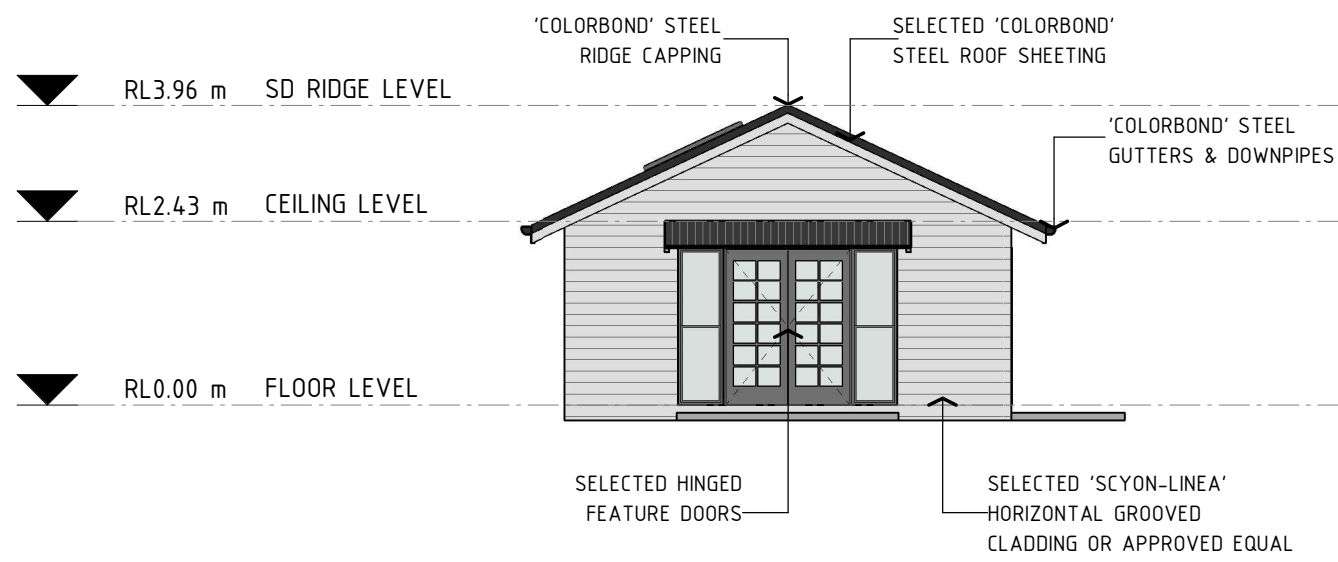 'COLORBOND' STEEL
RIDGE CAPPING
SELECTED 'COLORBOND'
STEEL ROOF SHEETING
RL3.96 m SD RIDGE LEVEL
'COLORBOND' STEEL
GUTTERS & DOWNPIPES
RL2.43 m CEILING LEVEL
RL0.00 m FLOOR LEVEL
SELECTED HINGED
FEATURE DOORS
SELECTED 'SCYON-LINEA'
HORIZONTAL GROOVED
CLADDING OR APPROVED EQUAL